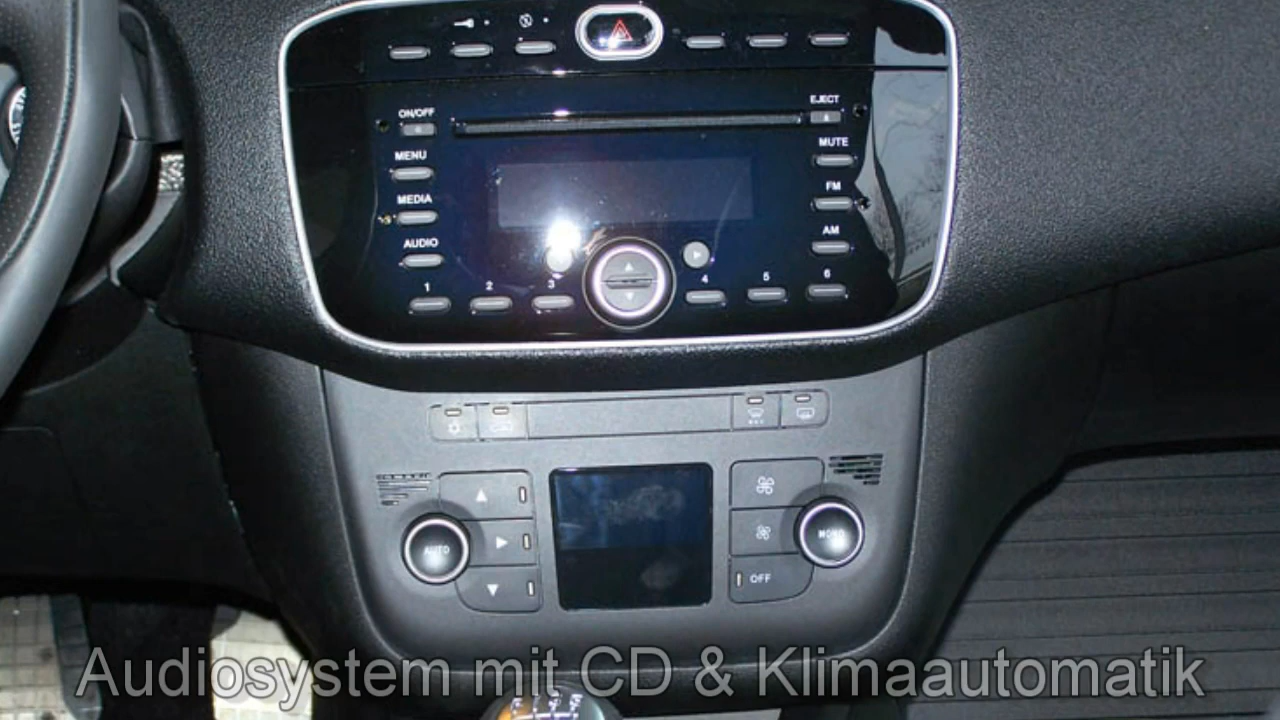 EJECT
ON/OFF
MENU
MUTE
MEDIA
FM
AUDIO
AM
1 2 3 4 5 6
AUTO
MONO
OFF
Audiosystem mit CD & Klimaautomatik